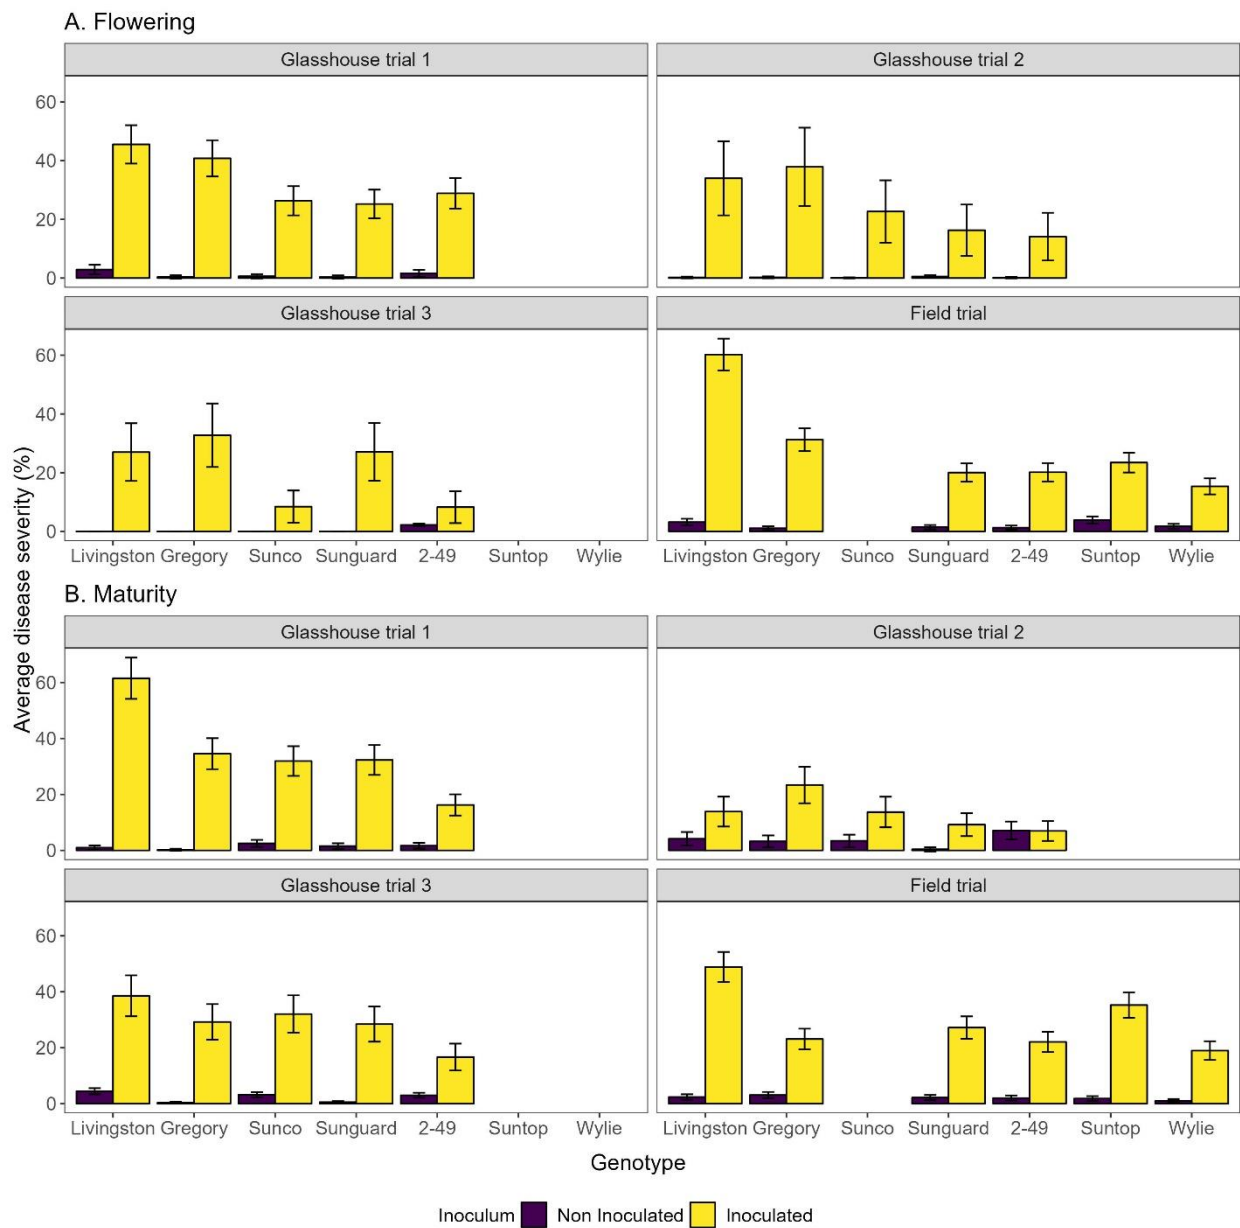 A. Flowering
Glasshouse trial 1
Glasshouse trial 2
60
40
20
0
Glasshouse trial 3
Field trial
60
40
20
0
Livingston Gregory Sunco Sunguard 2-49 Suntop Wylie
Livingston Gregory Sunco Sunguard 2-49 Suntop Wylie
Average disease severity (%)
B. Maturity
Glasshouse trial 1
Glasshouse trial 2
60
40
20
0
Glasshouse trial 3
Field trial
60
40
20
0
Livingston Gregory Sunco Sunguard 2-49 Suntop Wylie
Livingston Gregory Sunco Sunguard 2-49 Suntop Wylie
Genotype
Inoculum Non Inoculated Inoculated